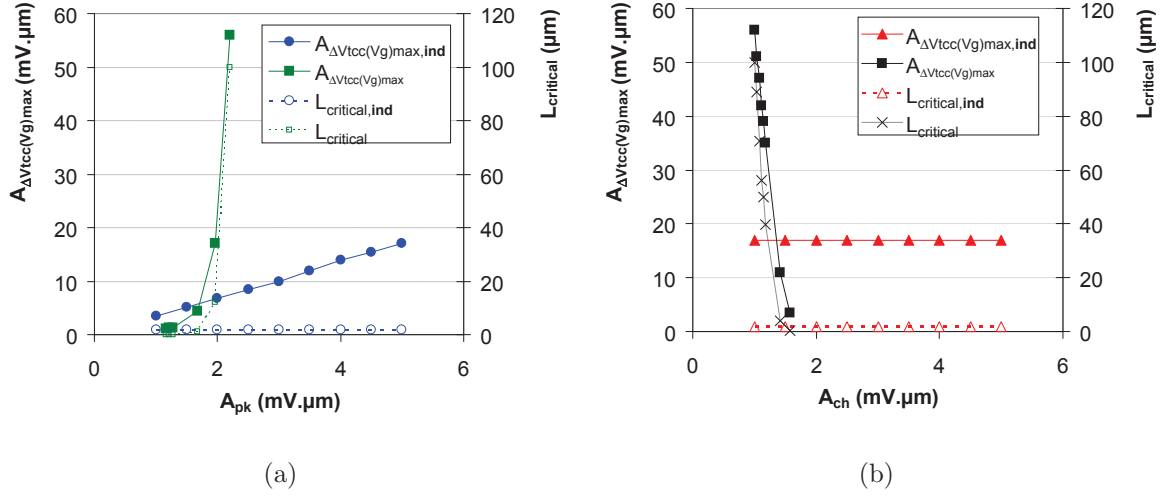 A_ΔVtcc(Vg)max (mV.µm)
60
50
40
30
20
10
0
0
2
4
6
A_pk (mV.µm)
120
100
80
60
40
20
0
L_critical (µm)
A_ΔVtcc(Vg)max,ind
A_ΔVtcc(Vg)max
L_critical,ind
L_critical
(a)
A_ΔVtcc(Vg)max (mV.µm)
60
50
40
30
20
10
0
0
2
4
6
A_ch (mV.µm)
120
100
80
60
40
20
0
L_critical (µm)
A_ΔVtcc(Vg)max,ind
A_ΔVtcc(Vg)max
L_critical,ind
L_critical
(b)